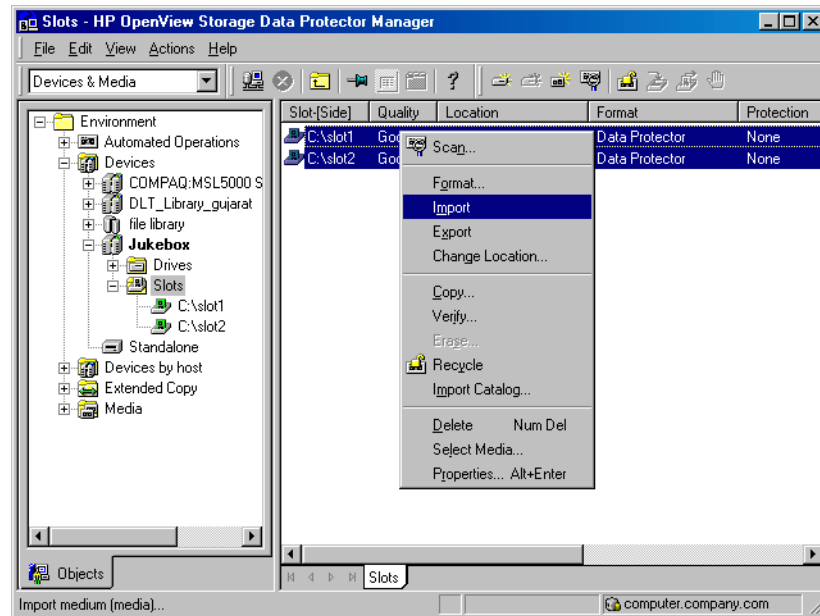 Slots - HP OpenView Storage Data Protector Manager
File Edit View Actions Help
Devices & Media
Slot-[Side] Quality Location Format Protection
C:\slot1 Goo Data Protector None
C:\slot2 Goo Data Protector None
Environment
Automated Operations
Devices
COMPAQ:MSL5000 S
DLT_Library_gujarat
file library
Jukebox
Drives
Slots
C:\slot1
C:\slot2
Standalone
Devices by host
Extended Copy
Media
Scan...
Format...
Import
Export
Change Location...
Copy...
Verify...
Erase...
Recycle
Import Catalog...
Delete Num Del
Select Media...
Properties... Alt+Enter
Objects
Slots
Import medium (media)...
computer.company.com